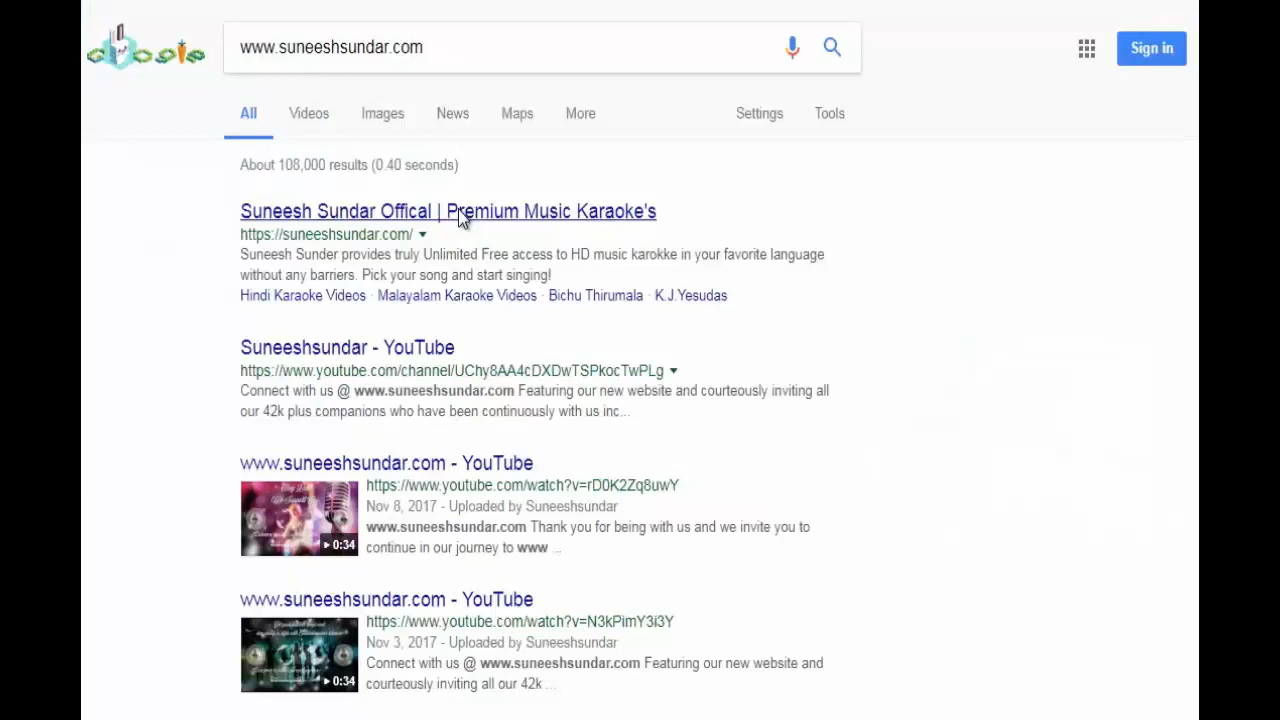 www.suneeshsundar.com
Sign in
All Videos Images News Maps More Settings Tools
About 108,000 results (0.40 seconds)
Suneesh Sundar Offical | Premium Music Karaoke's
https://suneeshsundar.com/
Suneesh Sunder provides truly Unlimited Free access to HD music karokke in your favorite language
without any barriers. Pick your song and start singing!
Hindi Karaoke Videos · Malayalam Karaoke Videos · Bichu Thirumala · K.J.Yesudas
Suneeshsundar - YouTube
https://www.youtube.com/channel/UChy8AA4cDXDwTSPkocTwPLg
Connect with us @ www.suneeshsundar.com Featuring our new website and courteously inviting all
our 42k plus companions who have been continuously with us inc...
www.suneeshsundar.com - YouTube
https://www.youtube.com/watch?v=rD0K2Zq8uwY
Nov 8, 2017 - Uploaded by Suneeshsundar
www.suneeshsundar.com Thank you for being with us and we invite you to
continue in our journey to www ...
0:34
www.suneeshsundar.com - YouTube
https://www.youtube.com/watch?v=N3kPimY3i3Y
Nov 3, 2017 - Uploaded by Suneeshsundar
Connect with us @ www.suneeshsundar.com Featuring our new website and
courteously inviting all our 42k ...
0:34